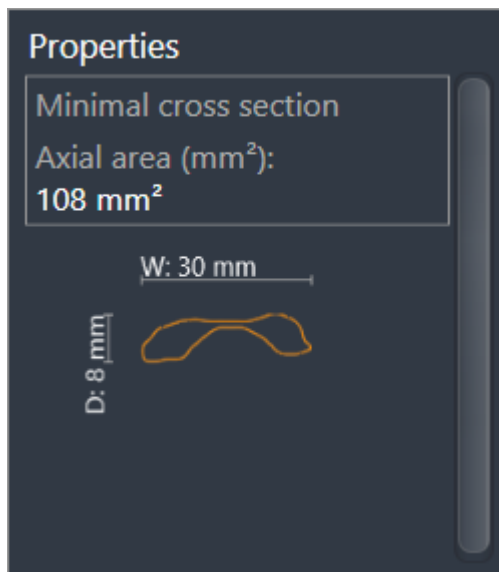 Properties
Minimal cross section
Axial area (mm²):
108 mm²
W: 30 mm
D: 8 mm